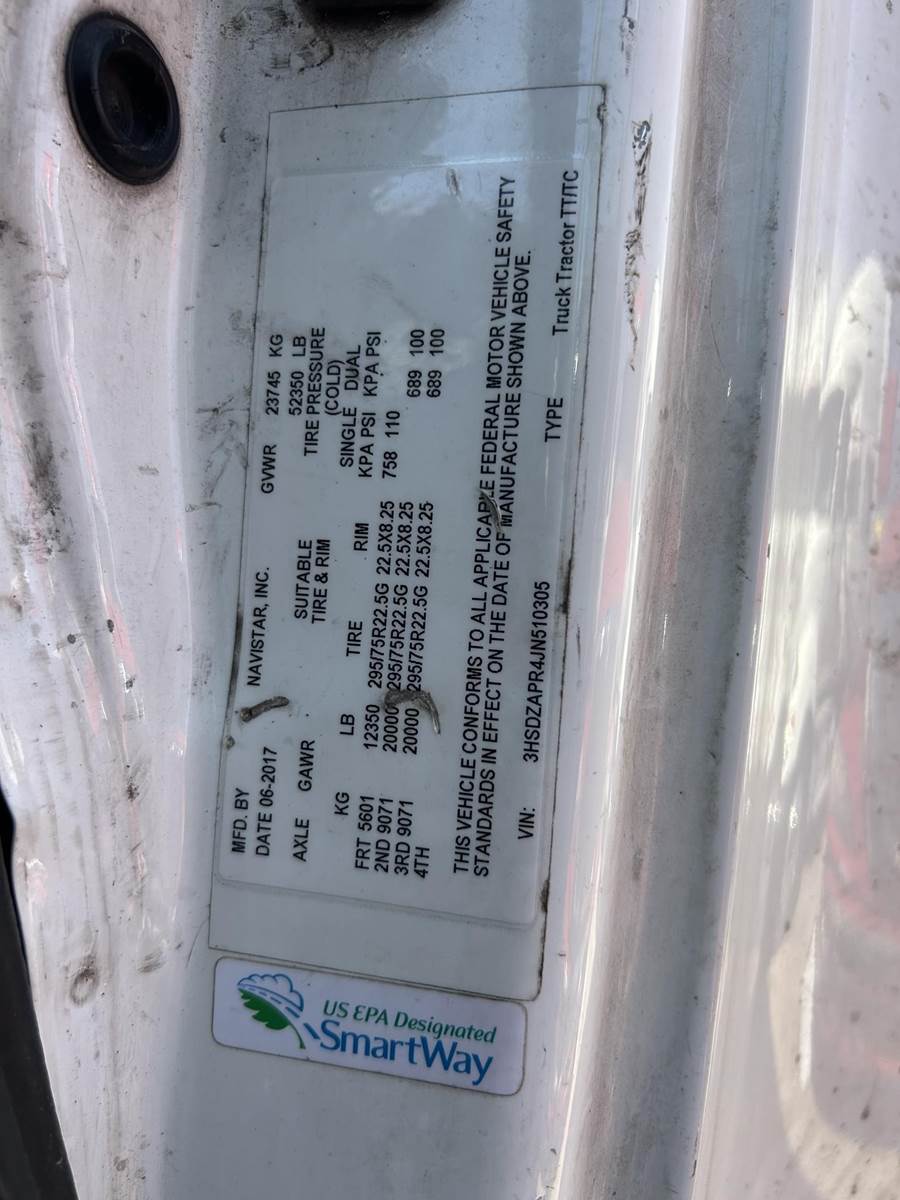 MFD. BY NAVISTAR, INC. GVWR 23745 KG
DATE 06-2017 52350 LB
AXLE GAWR SUITABLE TIRE PRESSURE
TIRE & RIM (COLD)
SINGLE DUAL
KG LB TIRE RIM KPA PSI KPA PSI
FRT 5601 12350 295/75R22.5G 22.5X8.25 758 110
2ND 9071 20000 295/75R22.5G 22.5X8.25 689 100
3RD 9071 20000 295/75R22.5G 22.5X8.25 689 100
4TH
THIS VEHICLE CONFORMS TO ALL APPLICABLE FEDERAL MOTOR VEHICLE SAFETY
STANDARDS IN EFFECT ON THE DATE OF MANUFACTURE SHOWN ABOVE.
VIN: 3HSDZAPR4JN510305 TYPE Truck Tractor TT/TC
US EPA Designated
SmartWay